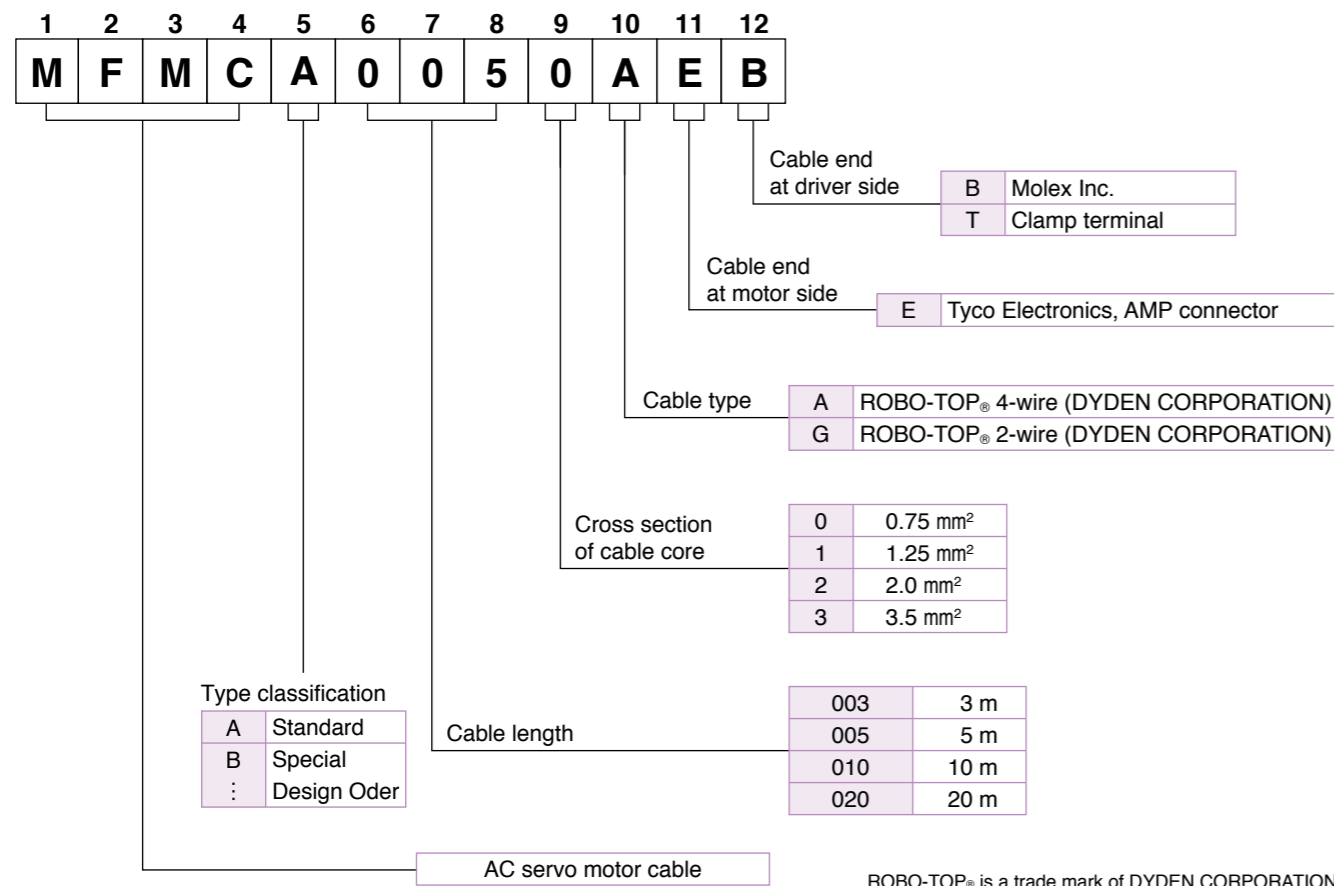 1 2 3 4 5 6 7 8 9 10 11 12
M F M C A 0 0 5 0 A E B
Cable end
at driver side
B Molex Inc.
T Clamp terminal
Cable end
at motor side
E Tyco Electronics, AMP connector
Cable type
A ROBO-TOP® 4-wire (DYDEN CORPORATION)
G ROBO-TOP® 2-wire (DYDEN CORPORATION)
Cross section
of cable core
0 0.75 mm²
1 1.25 mm²
2 2.0 mm²
3 3.5 mm²
Type classification
A Standard
B Special
⋮ Design Oder
Cable length
003 3 m
005 5 m
010 10 m
020 20 m
AC servo motor cable
ROBO-TOP® is a trade mark of DYDEN CORPORATION